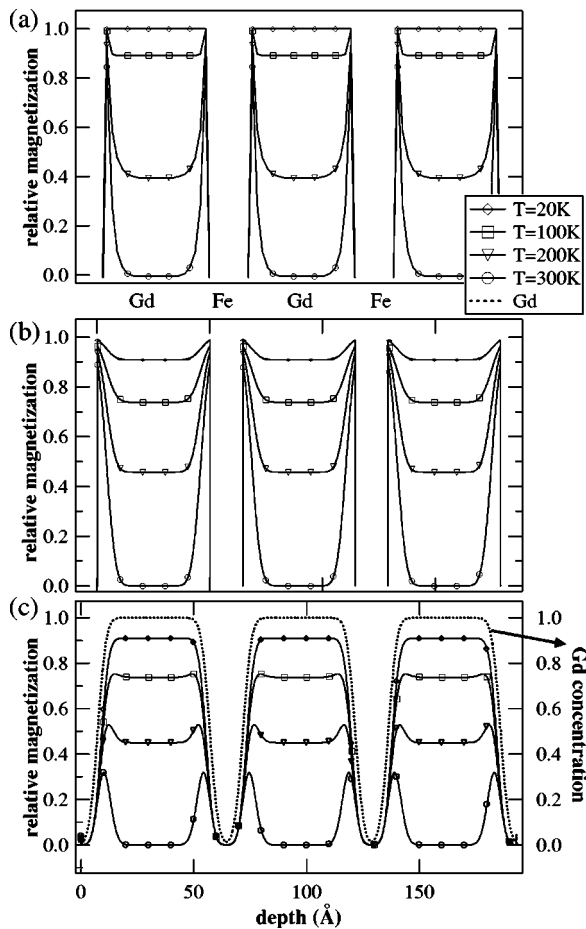 (a)
relative magnetization
1.0
0.8
0.6
0.4
0.2
0.0
T=20K
T=100K
T=200K
T=300K
Gd
Gd Fe Gd Fe
(b)
relative magnetization
1.0
0.8
0.6
0.4
0.2
0.0
(c)
relative magnetization
1.0
0.8
0.6
0.4
0.2
0.0
1.0
0.8
0.6
0.4
0.2
0.0
Gd concentration
0 50 100 150
depth (Å)